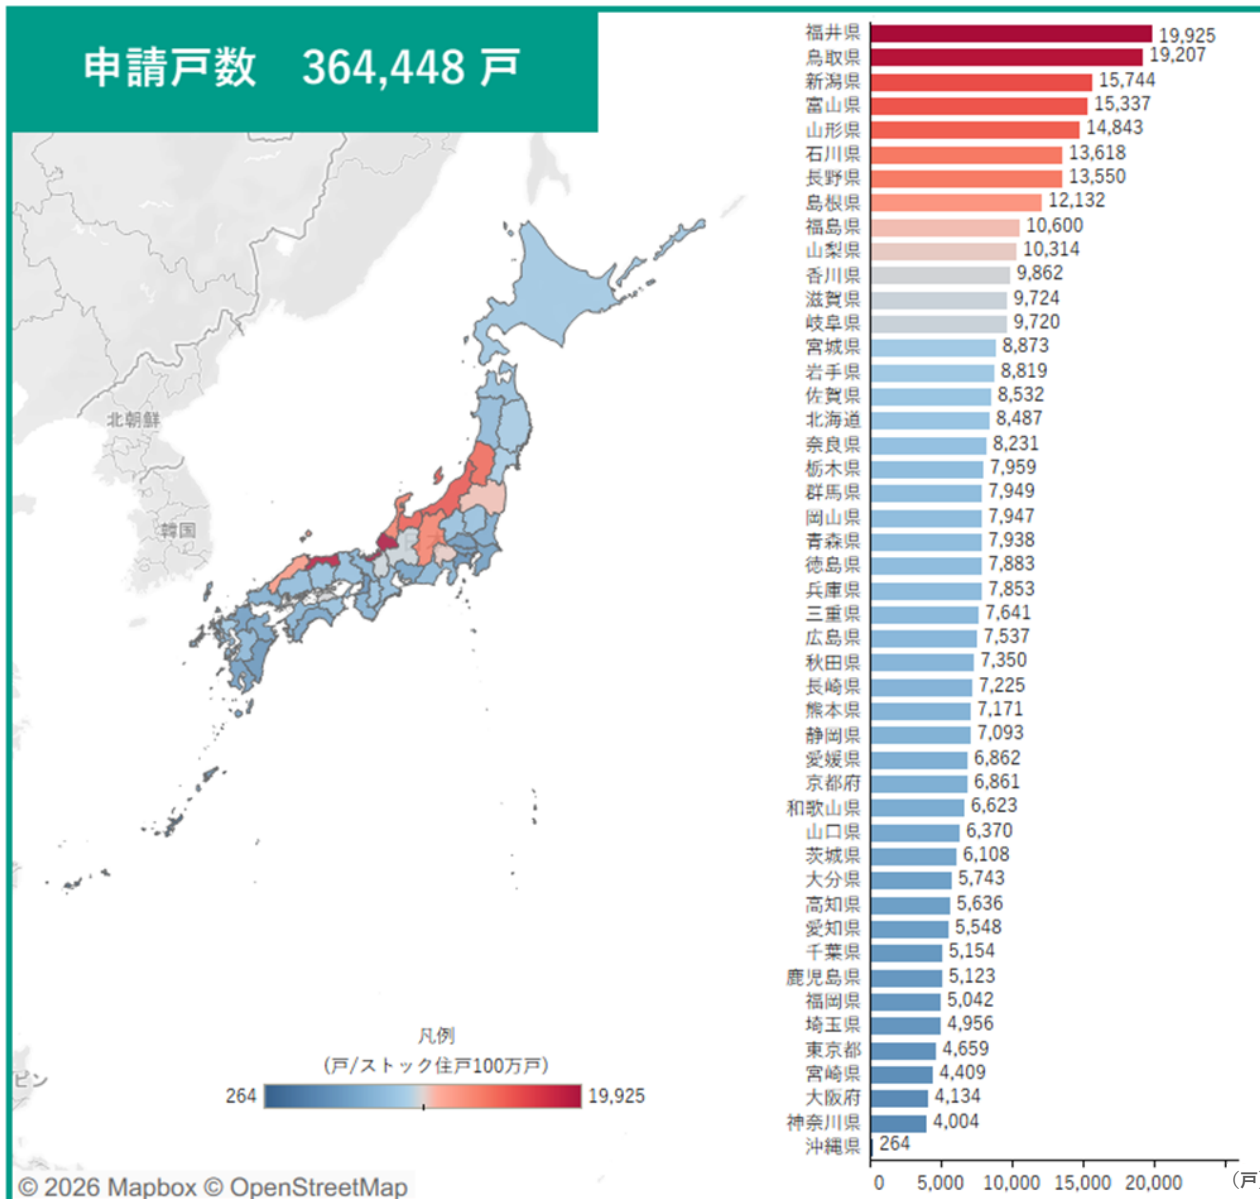 申請戸数 364,448 戸
北朝鮮
韓国
ピン
凡例
(戸/ストック住戸100万戸)
264 19,925
© 2026 Mapbox © OpenStreetMap
福井県 19,925
鳥取県 19,207
新潟県 15,744
富山県 15,337
山形県 14,843
石川県 13,618
長野県 13,550
島根県 12,132
福島県 10,600
山梨県 10,314
香川県 9,862
滋賀県 9,724
岐阜県 9,720
宮城県 8,873
岩手県 8,819
佐賀県 8,532
北海道 8,487
奈良県 8,231
栃木県 7,959
群馬県 7,949
岡山県 7,947
青森県 7,938
徳島県 7,883
兵庫県 7,853
三重県 7,641
広島県 7,537
秋田県 7,350
長崎県 7,225
熊本県 7,171
静岡県 7,093
愛媛県 6,862
京都府 6,861
和歌山県 6,623
山口県 6,370
茨城県 6,108
大分県 5,743
高知県 5,636
愛知県 5,548
千葉県 5,154
鹿児島県 5,123
福岡県 5,042
埼玉県 4,956
東京都 4,659
宮崎県 4,409
大阪府 4,134
神奈川県 4,004
沖縄県 264
0 5,000 10,000 15,000 20,000 (戸